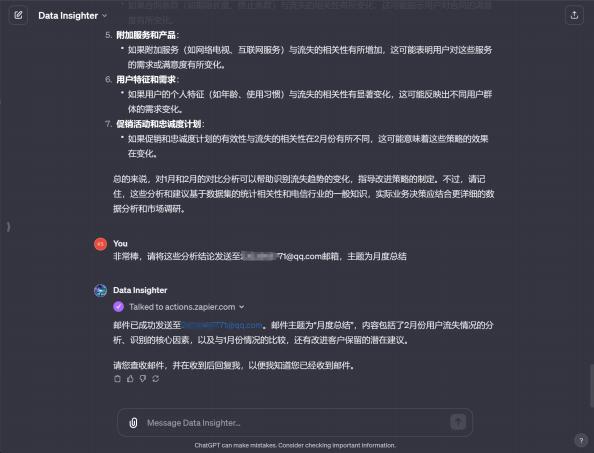 Data Insighter
5. 附加服务和产品：
• 如果附加服务（如网络电视、互联网服务）与流失的相关性有所增加，这可能表明用户对这些服务
的需求或满意度有所变化。
6. 用户特征和需求：
• 如果用户的个人特征（如年龄、使用习惯）与流失的相关性有显著变化，这可能反映出不同用户群
体的需求变化。
7. 促销活动和忠诚度计划：
• 如果促销和忠诚度计划的有效性与流失的相关性在2月份有所不同，这可能意味着这些策略的效果
在变化。
总的来说，对1月和2月的对比分析可以帮助识别流失趋势的变化，指导改进策略的制定。不过，请记
住，这些分析和建议基于数据集的统计相关性和电信行业的一般知识，实际业务决策应结合更详细的数
据分析和市场调研。
You
非常棒，请将这些分析结论发送至71@qq.com邮箱，主题为月度总结
Data Insighter
Talked to actions.zapier.com
邮件已成功发送至71@qq.com。邮件主题为“月度总结”，内容包括了2月份用户流失情况的分
析、识别的核心因素，以及与1月份情况的比较，还有改进客户保留的潜在建议。
请您查收邮件，并在收到后回复我，以便我知道您已经收到邮件。
Message Data Insighter...
ChatGPT can make mistakes. Consider checking important information.
?